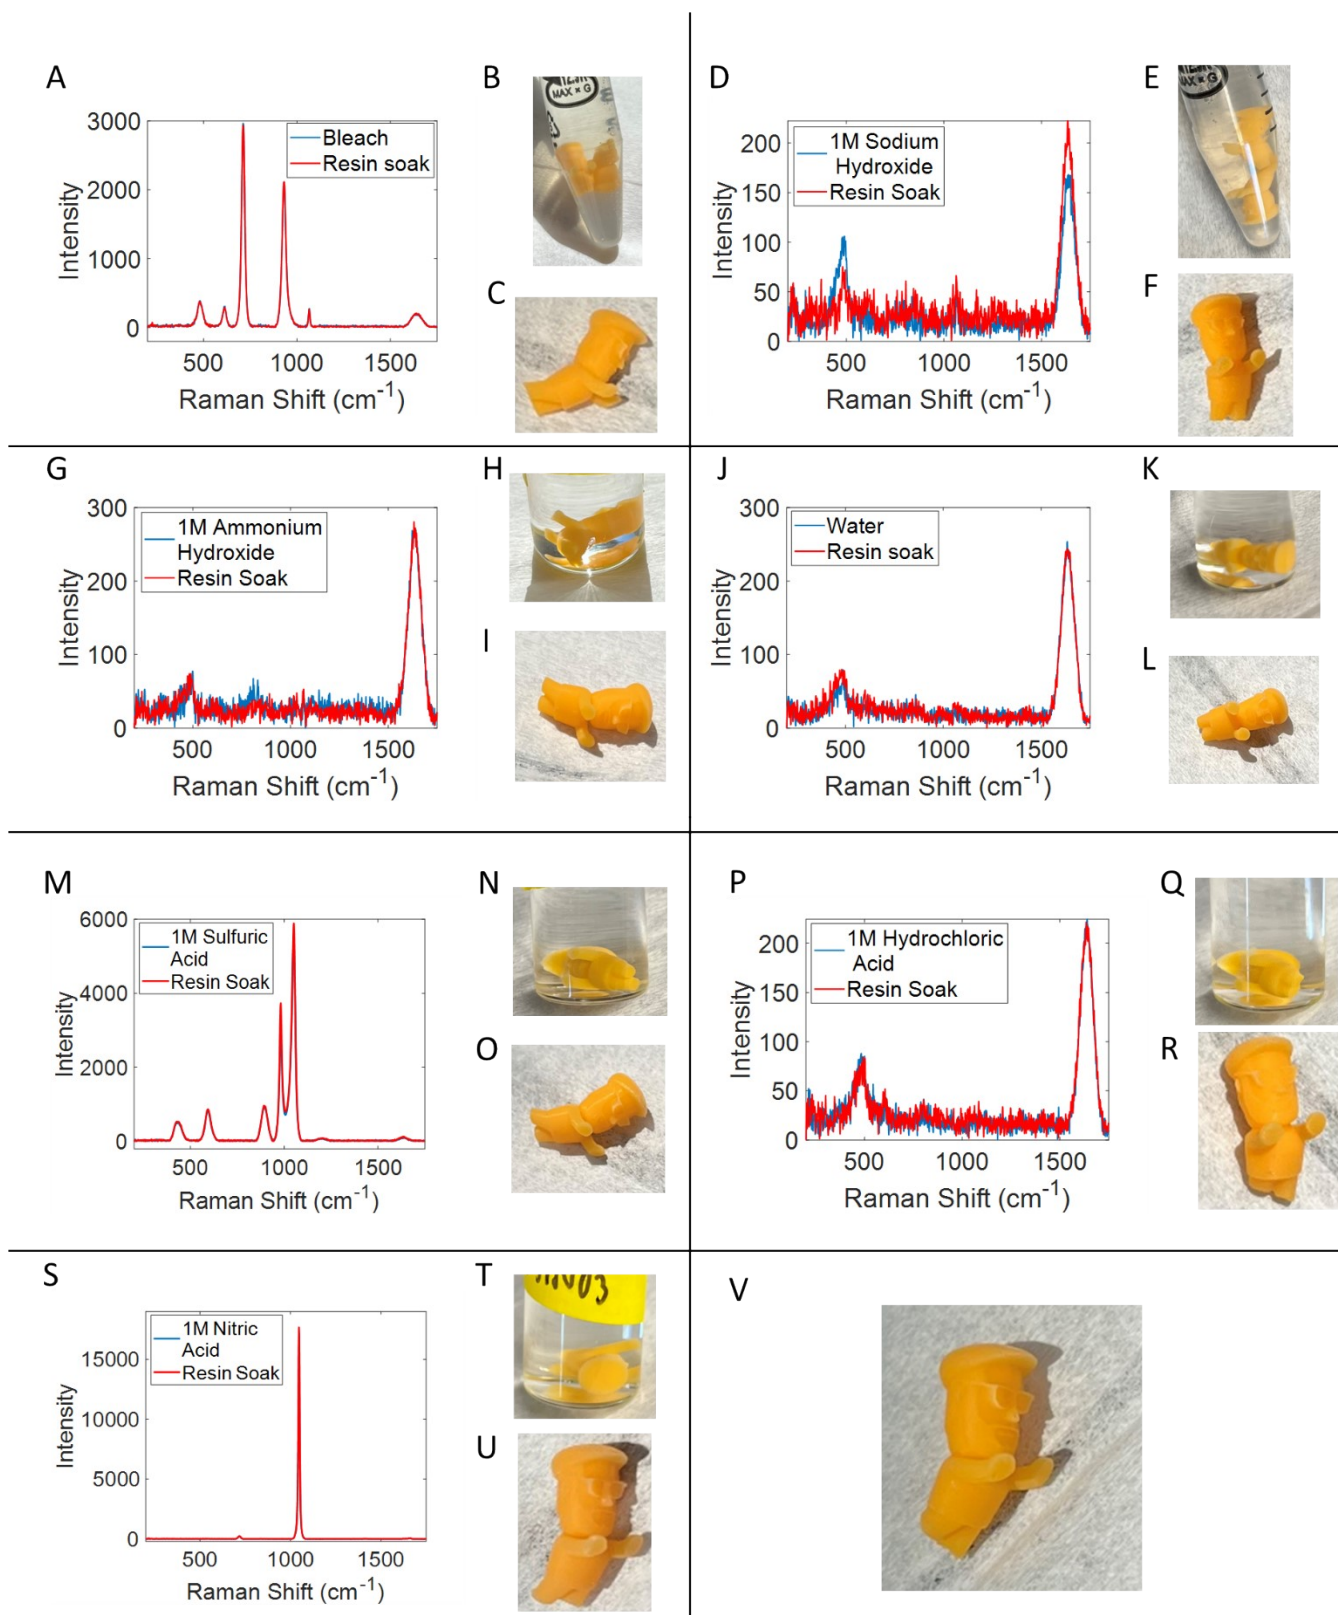 A
3000
2000
1000
0
500 1000 1500
Intensity
Raman Shift (cm-1)
Bleach
Resin soak
B
MAX x G
C
D
200
150
100
50
0
500 1000 1500
Intensity
Raman Shift (cm-1)
1M Sodium
Hydroxide
Resin Soak
E
MAX x G
F
G
300
200
100
0
500 1000 1500
Intensity
Raman Shift (cm-1)
1M Ammonium
Hydroxide
Resin Soak
H
I
J
300
200
100
0
500 1000 1500
Intensity
Raman Shift (cm-1)
Water
Resin soak
K
L
M
6000
4000
2000
0
500 1000 1500
Intensity
Raman Shift (cm-1)
1M Sulfuric
Acid
Resin Soak
N
O
P
200
150
100
50
0
500 1000 1500
Intensity
Raman Shift (cm-1)
1M Hydrochloric
Acid
Resin Soak
Q
R
S
15000
10000
5000
0
500 1000 1500
Intensity
Raman Shift (cm-1)
1M Nitric
Acid
Resin Soak
T
U
V